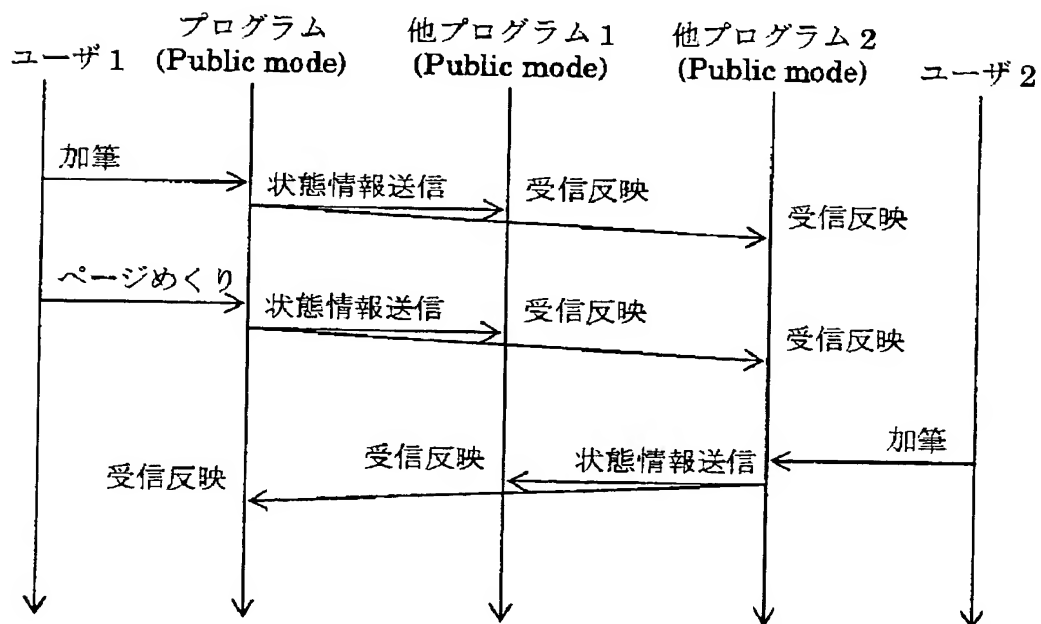 ユーザ1
プログラム
(Public mode)
他プログラム1
(Public mode)
他プログラム2
(Public mode)
ユーザ2
加筆
状態情報送信
受信反映
受信反映
ページめくり
状態情報送信
受信反映
受信反映
加筆
状態情報送信
受信反映
受信反映